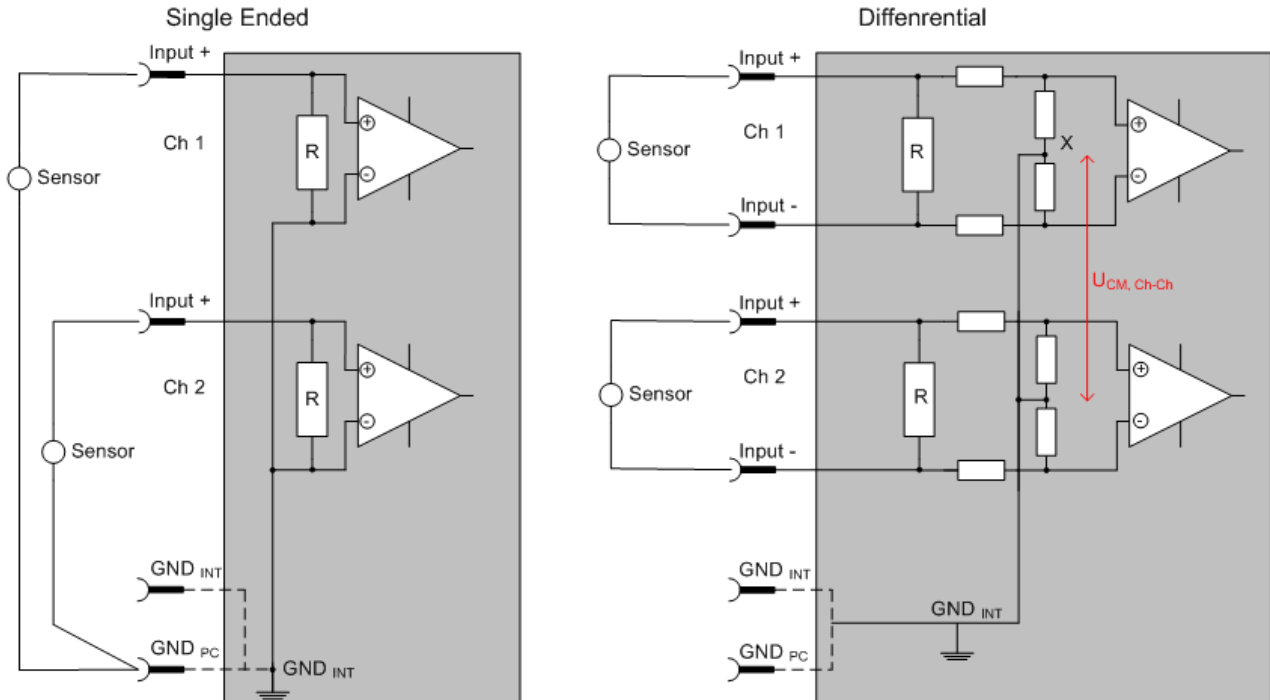 Single Ended
Input +
Ch 1
R
+
-
Sensor
Input +
Ch 2
R
+
-
Sensor
GND INT
GND PC
GND INT
Diffenrential
Input +
Ch 1
R
X
+
-
Sensor
Input -
U CM, Ch-Ch
Input +
Ch 2
R
+
-
Sensor
Input -
GND INT
GND INT
GND PC